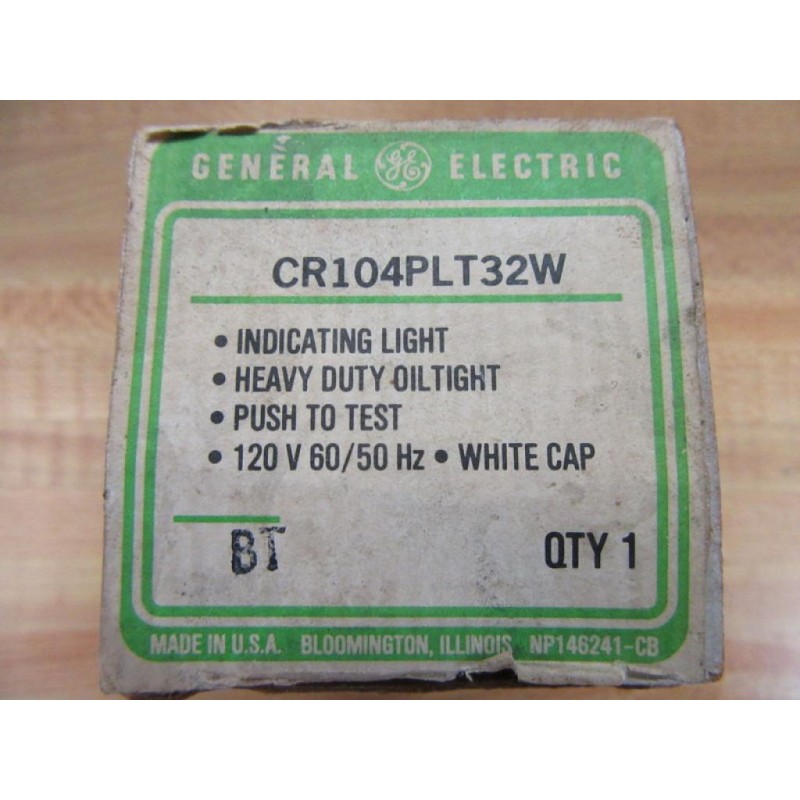 GENERAL GE ELECTRIC
CR104PLT32W
• INDICATING LIGHT
• HEAVY DUTY OILTIGHT
• PUSH TO TEST
• 120 V 60/50 Hz • WHITE CAP
BT QTY 1
MADE IN U.S.A. BLOOMINGTON, ILLINOIS NP146241-CB